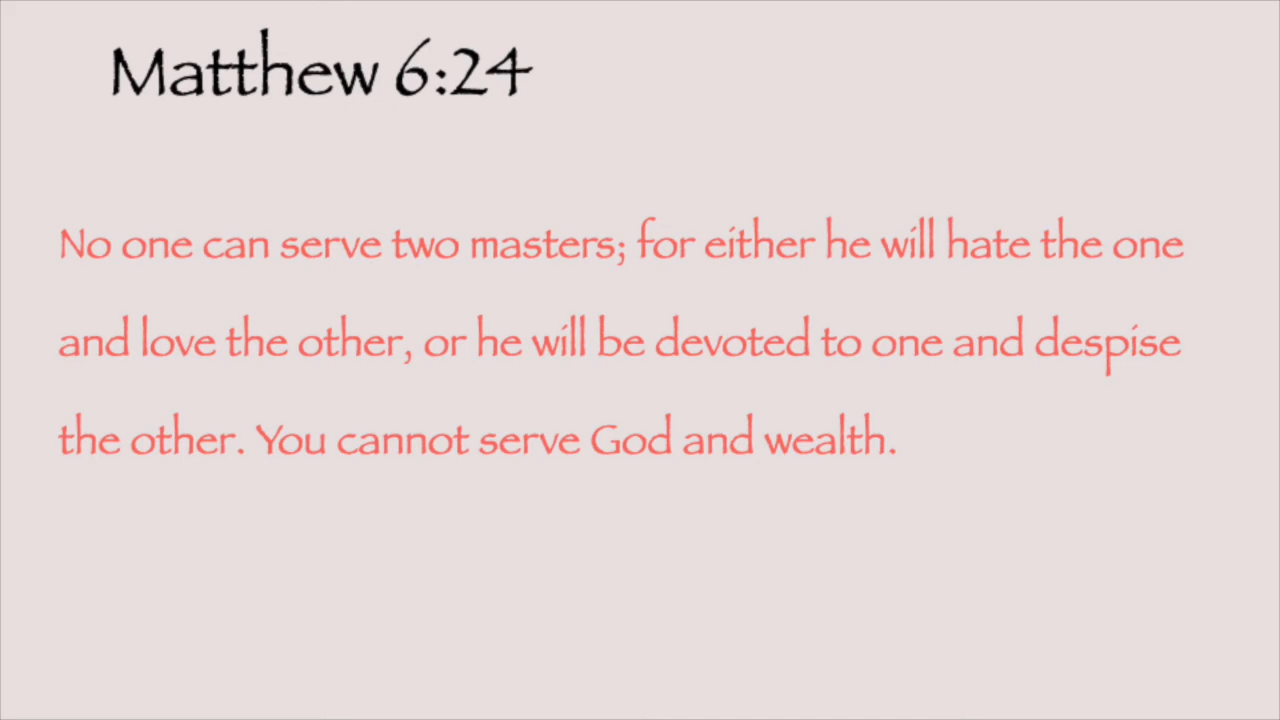 Matthew 6:24
No one can serve two masters; for either he will hate the one
and love the other, or he will be devoted to one and despise
the other. You cannot serve God and wealth.